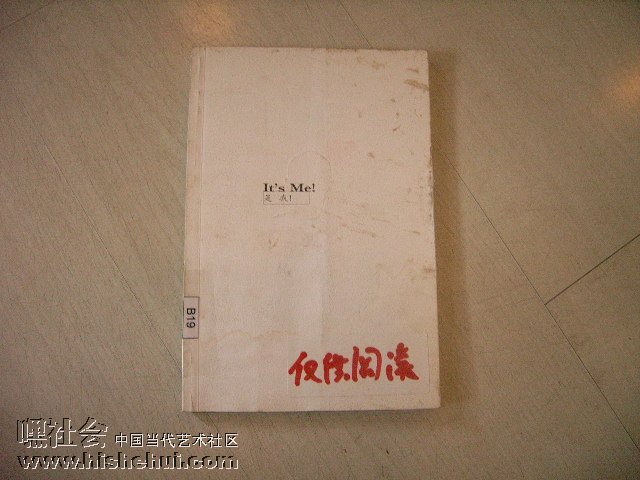 It's Me!
是 我!
B19
仅供阅读
嘿社会 中国当代艺术社区
www.hishehui.com